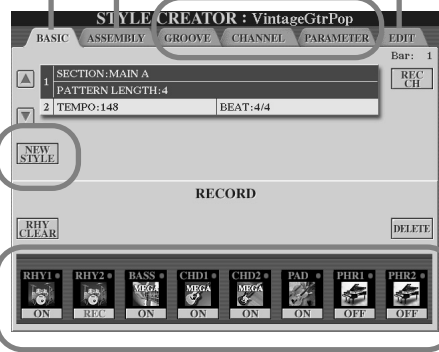 STYLE CREATOR : VintageGtrPop
BASIC ASSEMBLY GROOVE CHANNEL PARAMETER EDIT
Bar: 1
1 SECTION:MAIN A
PATTERN LENGTH:4
REC CH
2 TEMPO:148 BEAT:4/4
NEW STYLE
RECORD
RHY CLEAR
DELETE
RHY1 RHY2 BASS CHD1 CHD2 PAD PHR1 PHR2
MEGA MEGA MEGA
ON REC ON ON ON ON OFF OFF